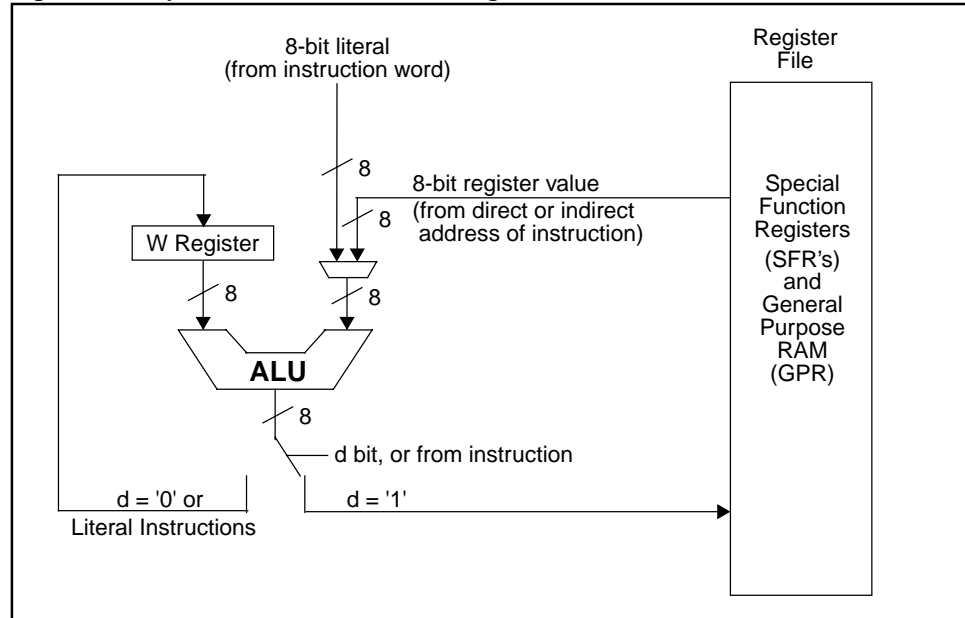 8-bit literal
(from instruction word)
Register
File
8
8-bit register value
(from direct or indirect
address of instruction)
8
W Register
8
8
ALU
8
d bit, or from instruction
d = '0' or
Literal Instructions
d = '1'
Special
Function
Registers
(SFR's)
and
General
Purpose
RAM
(GPR)